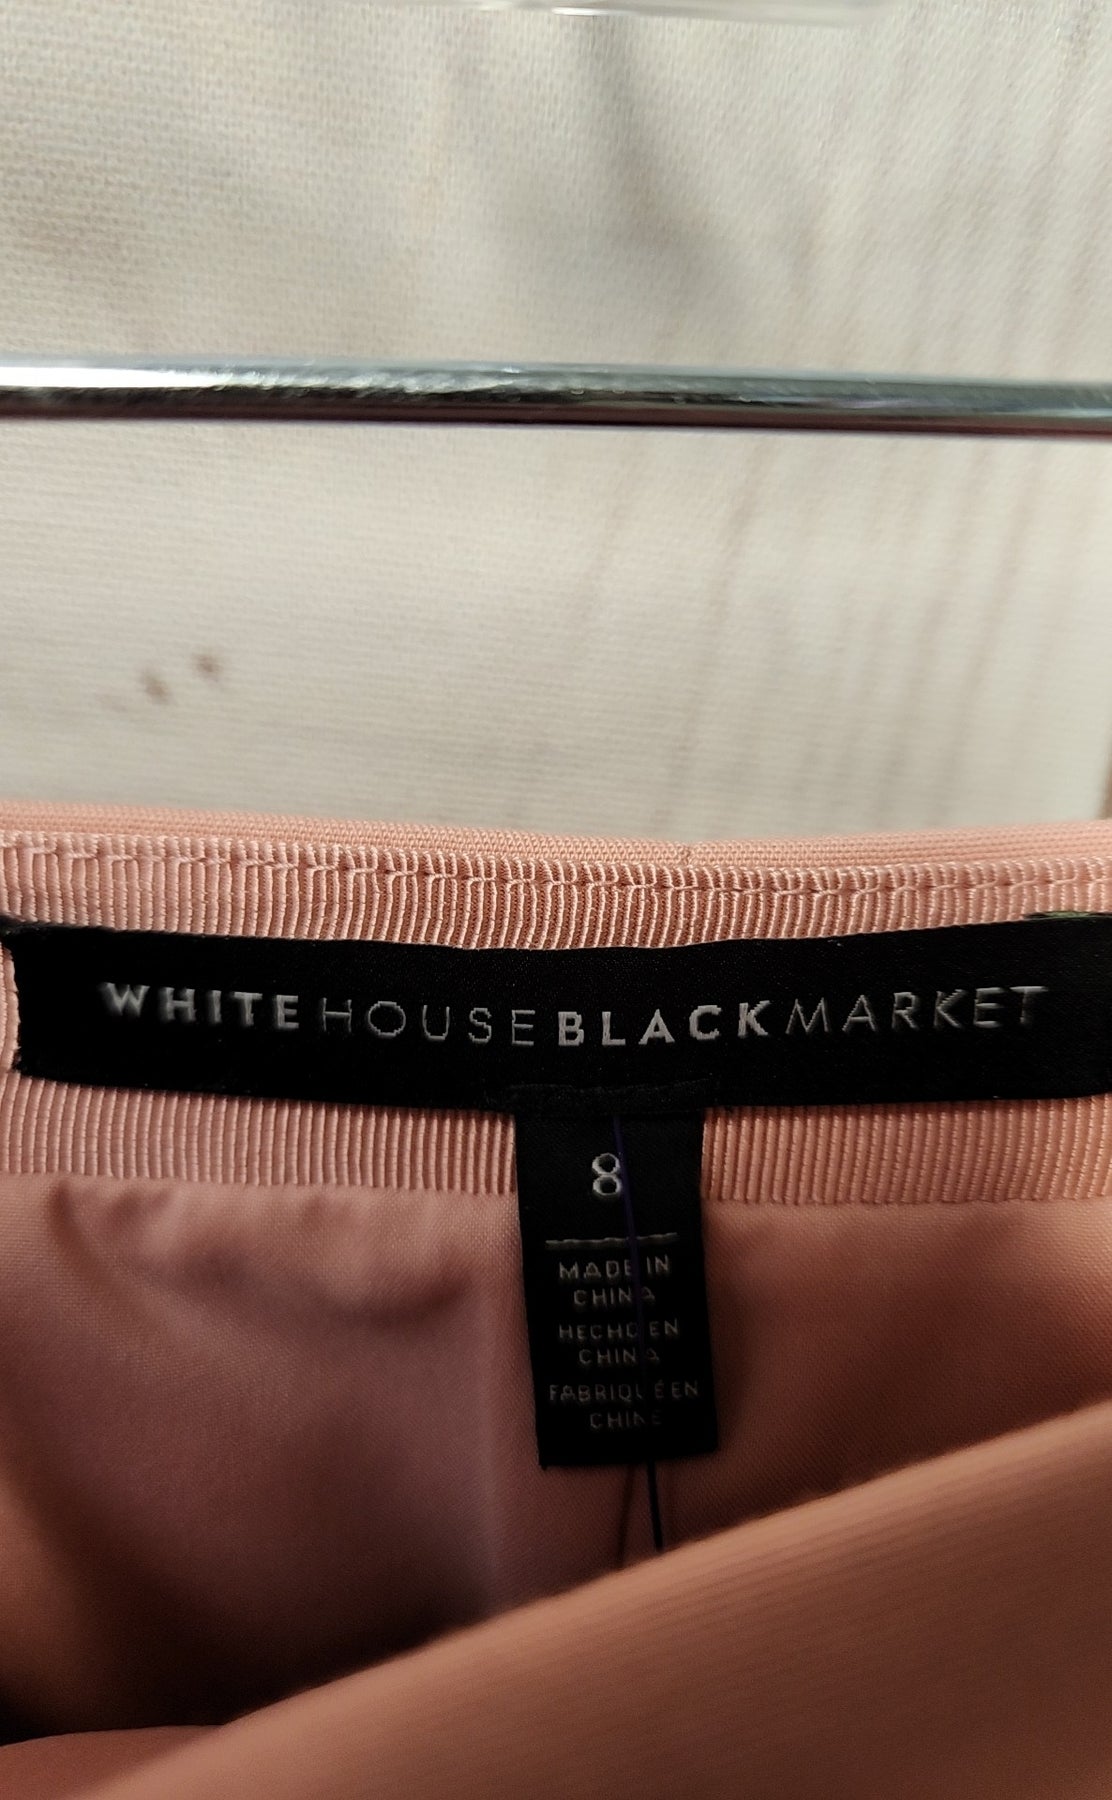 WHITEHOUSEBLACKMARKET
8
MADE IN
CHINA
HECHO EN
CHINA
FABRIQUÉ EN
CHINE